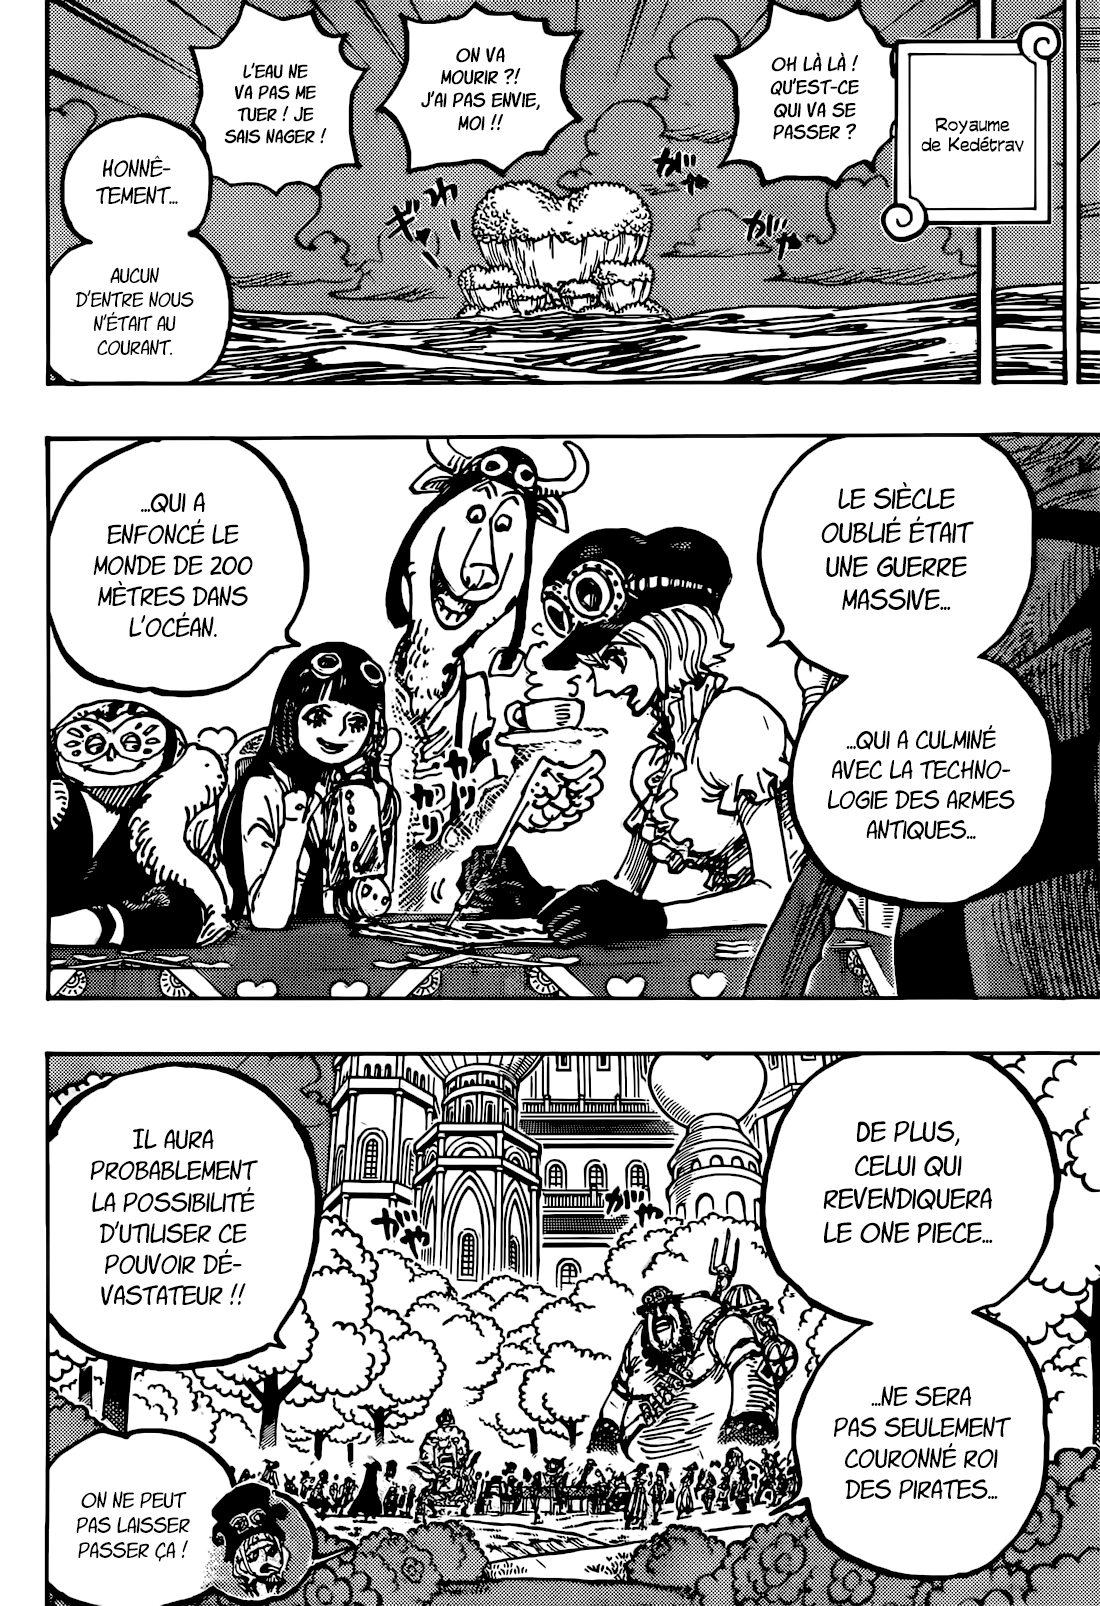 Royaume
de Kedétrav
OH LÀ LÀ !
QU'EST-CE
QUI VA SE
PASSER ?
ON VA
MOURIR ?!
J'AI PAS ENVIE,
MOI !!
L'EAU NE
VA PAS ME
TUER ! JE
SAIS NAGER !
HONNÊ-
TEMENT...
AUCUN
D'ENTRE NOUS
N'ÉTAIT AU
COURANT.
LE SIÈCLE
OUBLIÉ ÉTAIT
UNE GUERRE
MASSIVE...
...QUI A CULMINÉ
AVEC LA TECHNO-
LOGIE DES ARMES
ANTIQUES...
...QUI A
ENFONCÉ LE
MONDE DE 200
MÈTRES DANS
L'OCÉAN.
DE PLUS,
CELUI QUI
REVENDIQUERA
LE ONE PIECE...
...NE SERA
PAS SEULEMENT
COURONNÉ ROI
DES PIRATES...
IL AURA
PROBABLEMENT
LA POSSIBILITÉ
D'UTILISER CE
POUVOIR DÉ-
VASTATEUR !!
ON NE PEUT
PAS LAISSER
PASSER ÇA !